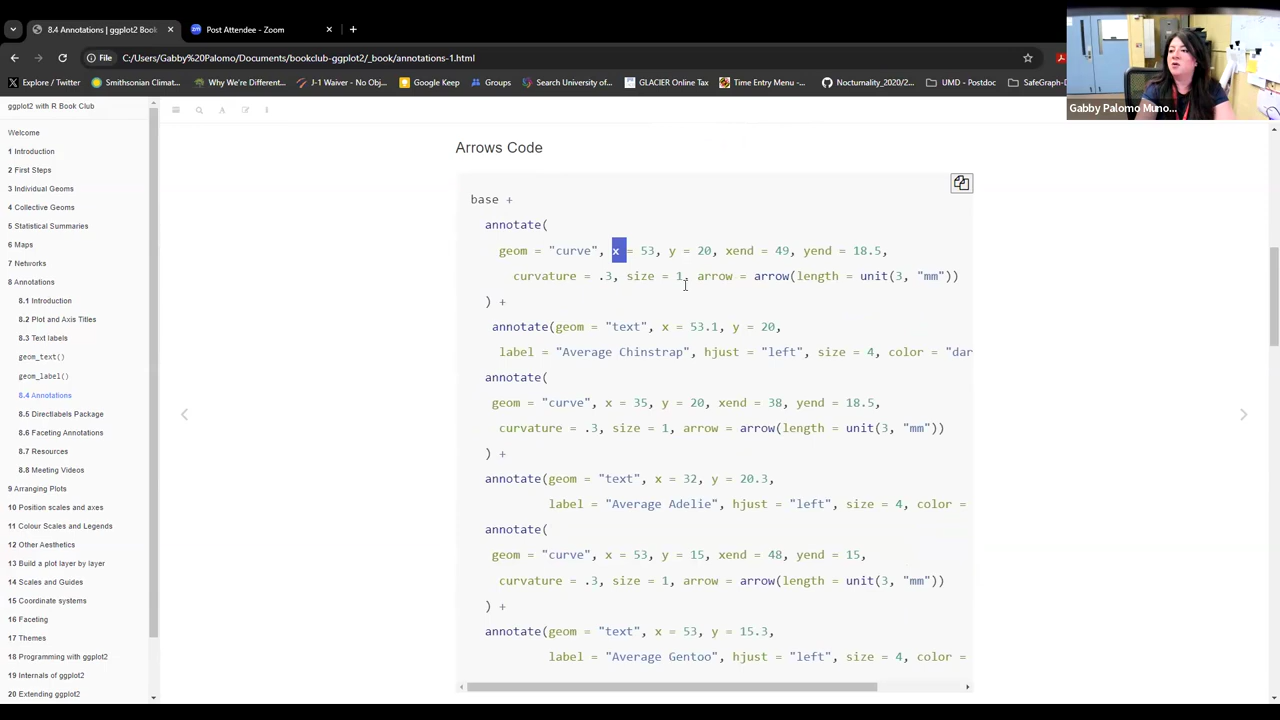 8.4 Annotations | ggplot2 Book
Post Attendee - Zoom
File
C:/Users/Gabby%20Palomo/Documents/bookclub-ggplot2/_book/annotations-1.html
Explore / Twitter
Smithsonian Climat...
Why We're Different...
J-1 Waiver - No Obj...
Google Keep
Groups
Search University of...
GLACIER Online Tax
Time Entry Menu -...
Nocturnality_2020/2...
UMD - Postdoc
SafeGraph-D
Gabby Palomo Muno...
ggplot2 with R Book Club
Welcome
1 Introduction
2 First Steps
3 Individual Geoms
4 Collective Geoms
5 Statistical Summaries
6 Maps
7 Networks
8 Annotations
8.1 Introduction
8.2 Plot and Axis Titles
8.3 Text labels
geom_text()
geom_label()
8.4 Annotations
8.5 Directlabels Package
8.6 Faceting Annotations
8.7 Resources
8.8 Meeting Videos
9 Arranging Plots
10 Position scales and axes
11 Colour Scales and Legends
12 Other Aesthetics
13 Build a plot layer by layer
14 Scales and Guides
15 Coordinate systems
16 Faceting
17 Themes
18 Programming with ggplot2
19 Internals of ggplot2
20 Extending ggplot2
Arrows Code
base +
annotate(
geom = "curve", x = 53, y = 20, xend = 49, yend = 18.5,
curvature = .3, size = 1, arrow = arrow(length = unit(3, "mm"))
) +
annotate(geom = "text", x = 53.1, y = 20,
label = "Average Chinstrap", hjust = "left", size = 4, color = "dar
annotate(
geom = "curve", x = 35, y = 20, xend = 38, yend = 18.5,
curvature = .3, size = 1, arrow = arrow(length = unit(3, "mm"))
) +
annotate(geom = "text", x = 32, y = 20.3,
label = "Average Adelie", hjust = "left", size = 4, color =
annotate(
geom = "curve", x = 53, y = 15, xend = 48, yend = 15,
curvature = .3, size = 1, arrow = arrow(length = unit(3, "mm"))
) +
annotate(geom = "text", x = 53, y = 15.3,
label = "Average Gentoo", hjust = "left", size = 4, color =